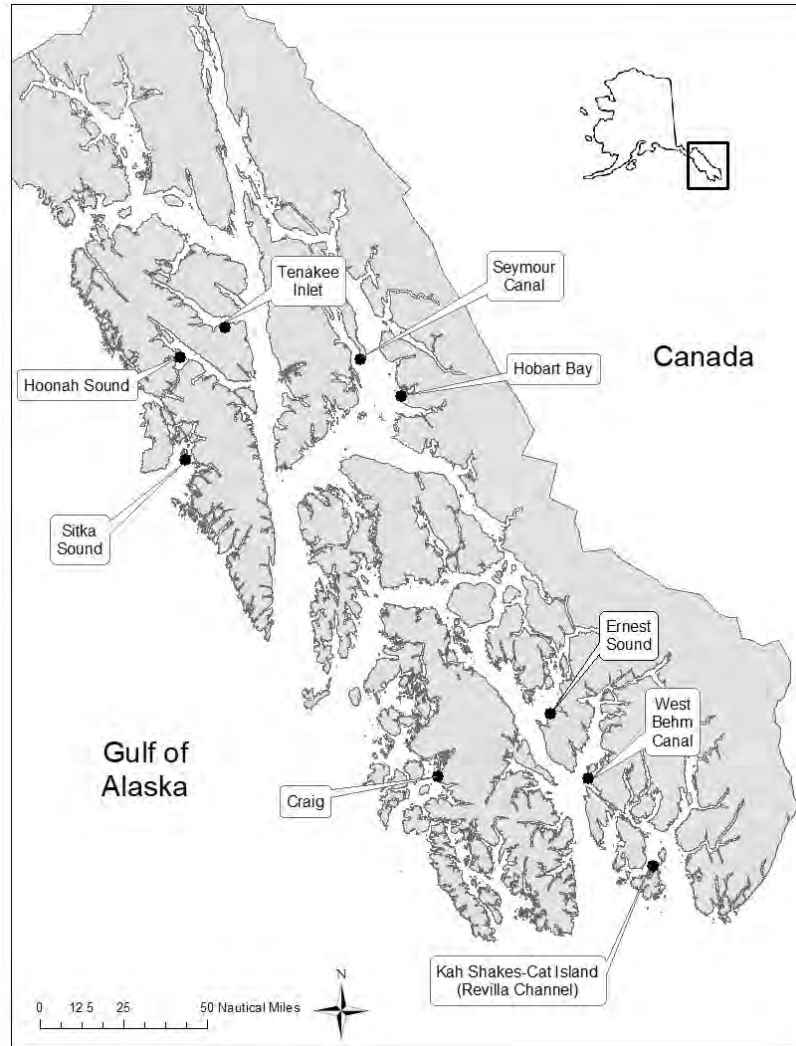 Tenakee
Inlet
Seymour
Canal
Hoonah Sound
Hobart Bay
Canada
Sitka
Sound
Ernest
Sound
West
Behm
Canal
Gulf of
Alaska
Craig
Kah Shakes-Cat Island
(Revilla Channel)
N
0 12.5 25 50 Nautical Miles